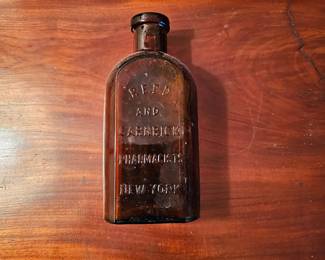 REED
AND
CARNRICK
PHARMACISTS
NEW YORK